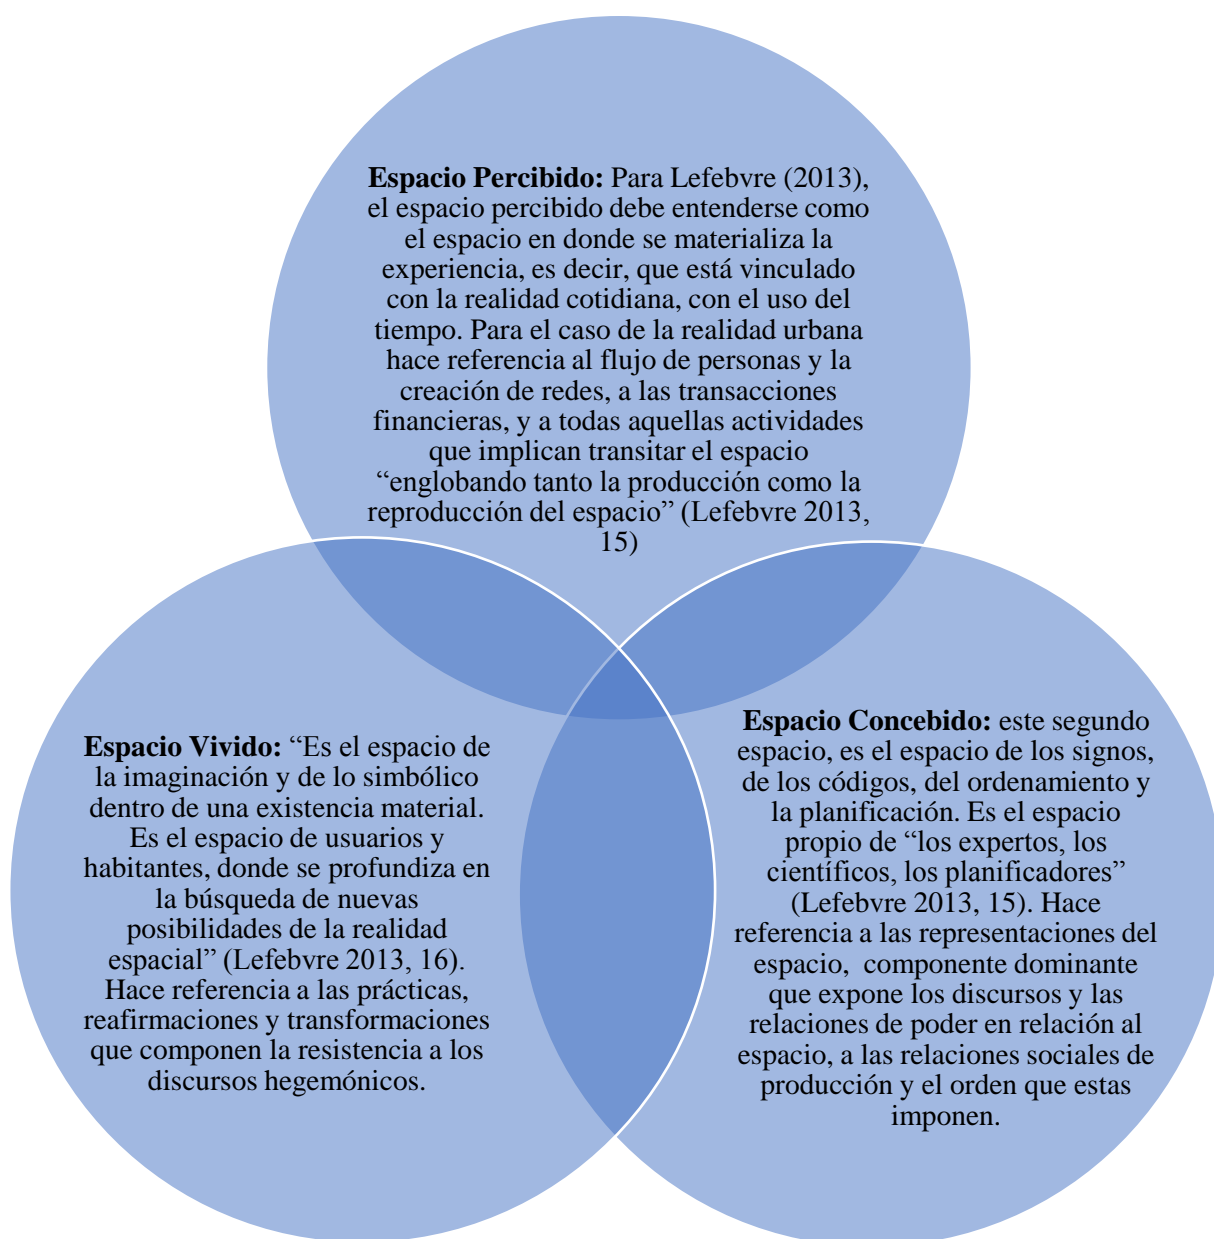 Espacio Percibido: Para Lefebvre (2013),
el espacio percibido debe entenderse como
el espacio en donde se materializa la
experiencia, es decir, que está vinculado
con la realidad cotidiana, con el uso del
tiempo. Para el caso de la realidad urbana
hace referencia al flujo de personas y la
creación de redes, a las transacciones
financieras, y a todas aquellas actividades
que implican transitar el espacio
“englobando tanto la producción como la
reproducción del espacio” (Lefebvre 2013,
15)
Espacio Vivido: “Es el espacio de
la imaginación y de lo simbólico
dentro de una existencia material.
Es el espacio de usuarios y
habitantes, donde se profundiza en
la búsqueda de nuevas
posibilidades de la realidad
espacial” (Lefebvre 2013, 16).
Hace referencia a las prácticas,
reafirmaciones y transformaciones
que componen la resistencia a los
discursos hegemónicos.
Espacio Concebido: este segundo
espacio, es el espacio de los signos,
de los códigos, del ordenamiento y
la planificación. Es el espacio
propio de “los expertos, los
científicos, los planificadores”
(Lefebvre 2013, 15). Hace
referencia a las representaciones del
espacio, componente dominante
que expone los discursos y las
relaciones de poder en relación al
espacio, a las relaciones sociales de
producción y el orden que estas
imponen.